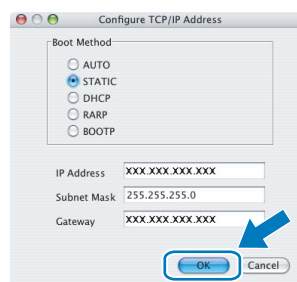 Configure TCP/IP Address
Boot Method
AUTO
STATIC
DHCP
RARP
BOOTP
IP Address XXX.XXX.XXX.XXX
Subnet Mask 255.255.255.0
Gateway XXX.XXX.XXX.XXX
OK Cancel